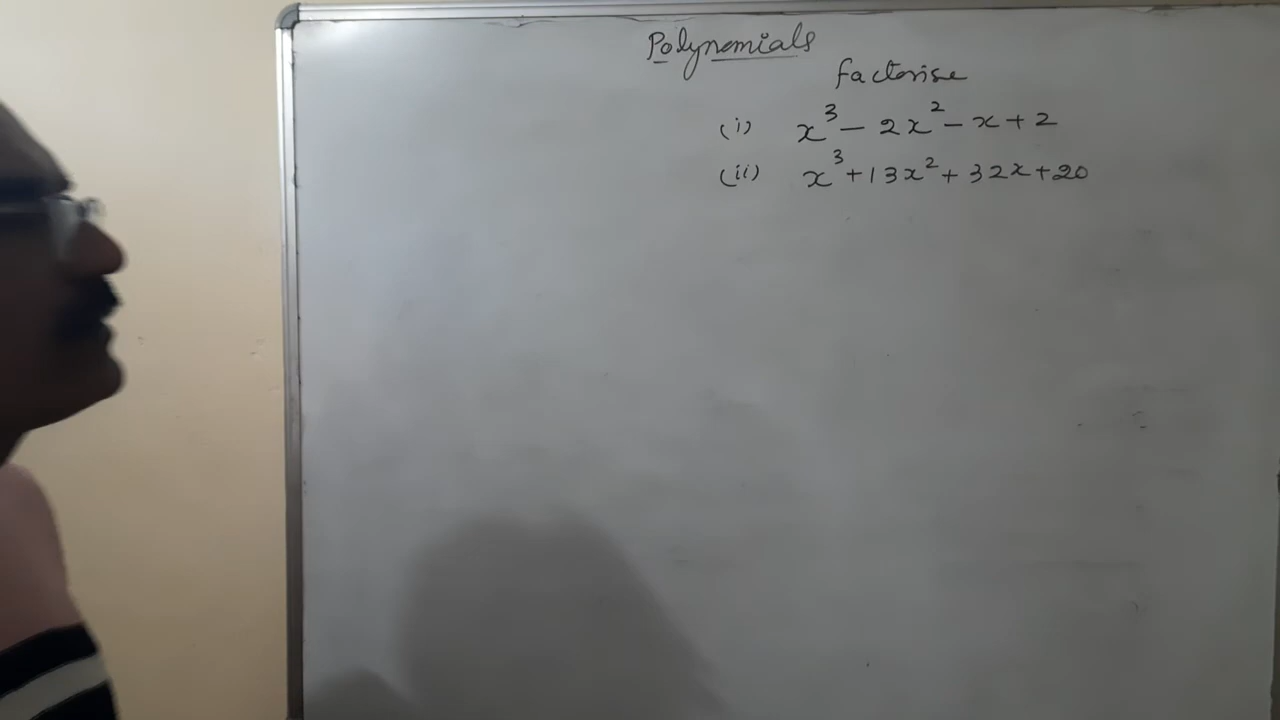 Polynomials
factorise
(i) x³ - 2x² - x + 2
(ii) x³ + 13x² + 32x + 20